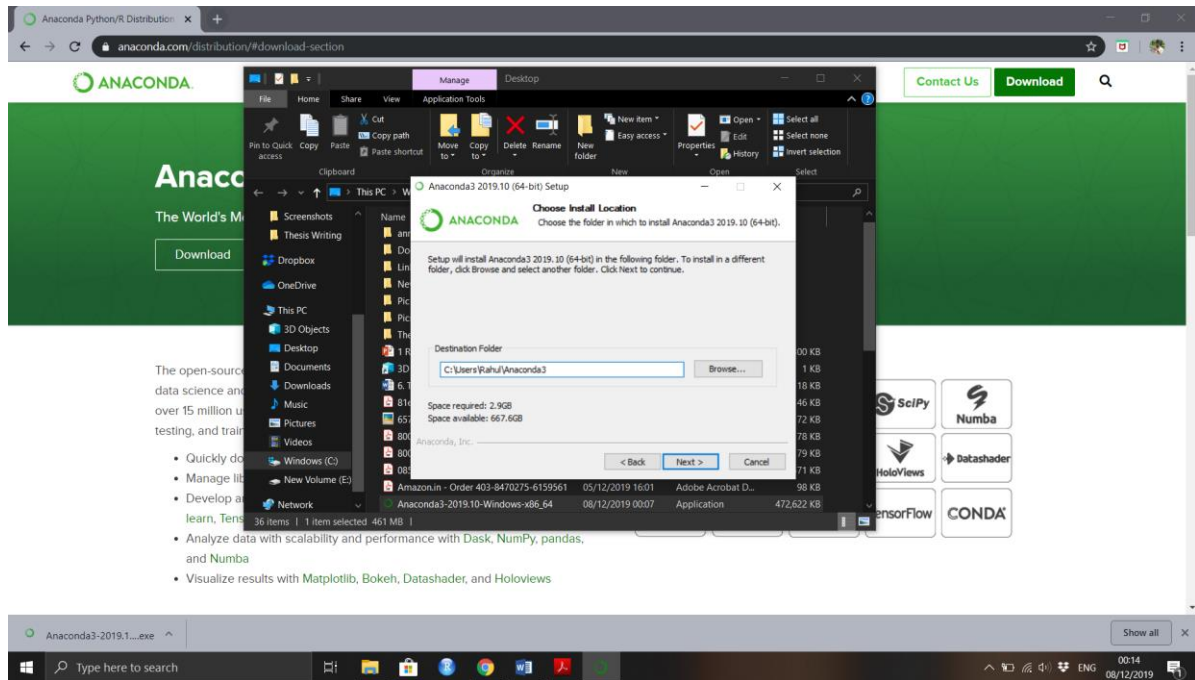 Anaconda Python/R Distribution
anaconda.com/distribution/#download-section
ANACONDA.
Contact Us
Download
Manage
Desktop
File Home Share View Application Tools
Pin to Quick access
Copy
Paste
Cut
Copy path
Paste shortcut
Move to
Copy to
Delete
Rename
New folder
New item
Easy access
Properties
Open
Edit
History
Select all
Select none
Invert selection
Clipboard Organize New Open Select
This PC
Anaco
The World's M
Download
Screenshots
Thesis Writing
Dropbox
OneDrive
This PC
3D Objects
Desktop
Documents
Downloads
Music
Pictures
Videos
Windows (C:)
New Volume (E:)
Network
Name
Anaconda3 2019.10 (64-bit) Setup
ANACONDA
Choose Install Location
Choose the folder in which to install Anaconda3 2019.10 (64-bit).
Setup will install Anaconda3 2019.10 (64-bit) in the following folder. To install in a different
folder, click Browse and select another folder. Click Next to continue.
Destination Folder
C:\Users\Rahul\Anaconda3
Browse...
Space required: 2.9GB
Space available: 667.6GB
Anaconda, Inc.
< Back
Next >
Cancel
00 KB
1 KB
18 KB
46 KB
72 KB
78 KB
79 KB
71 KB
Amazon.in - Order 403-8470275-6159561 05/12/2019 16:01 Adobe Acrobat D... 98 KB
Anaconda3-2019.10-Windows-x86_64 08/12/2019 00:07 Application 472,622 KB
36 items 1 item selected 461 MB
The open-source
data science and
over 15 million u
testing, and train
Quickly do
Manage lib
Develop a
learn, Tens
Analyze data with scalability and performance with Dask, NumPy, pandas,
and Numba
Visualize results with Matplotlib, Bokeh, Datashader, and Holoviews
SciPy
Numba
HoloViews
Datashader
ensorFlow
CONDA
Anaconda3-2019.1....exe
Show all
Type here to search
ENG
00:14
08/12/2019